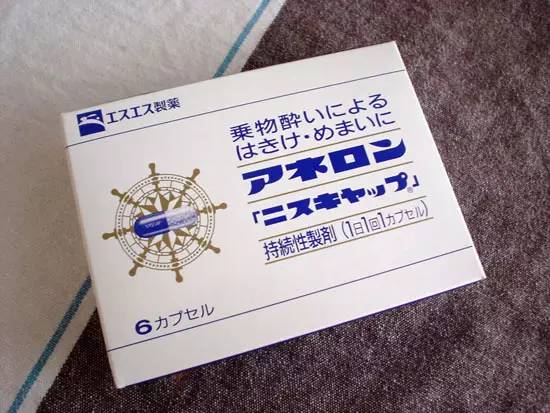 エスエス製薬
乗物酔いによる
はきけ・めまいに
アネロン
「ニスキャップ」®
持続性製剤(1日1回1カプセル)
6カプセル